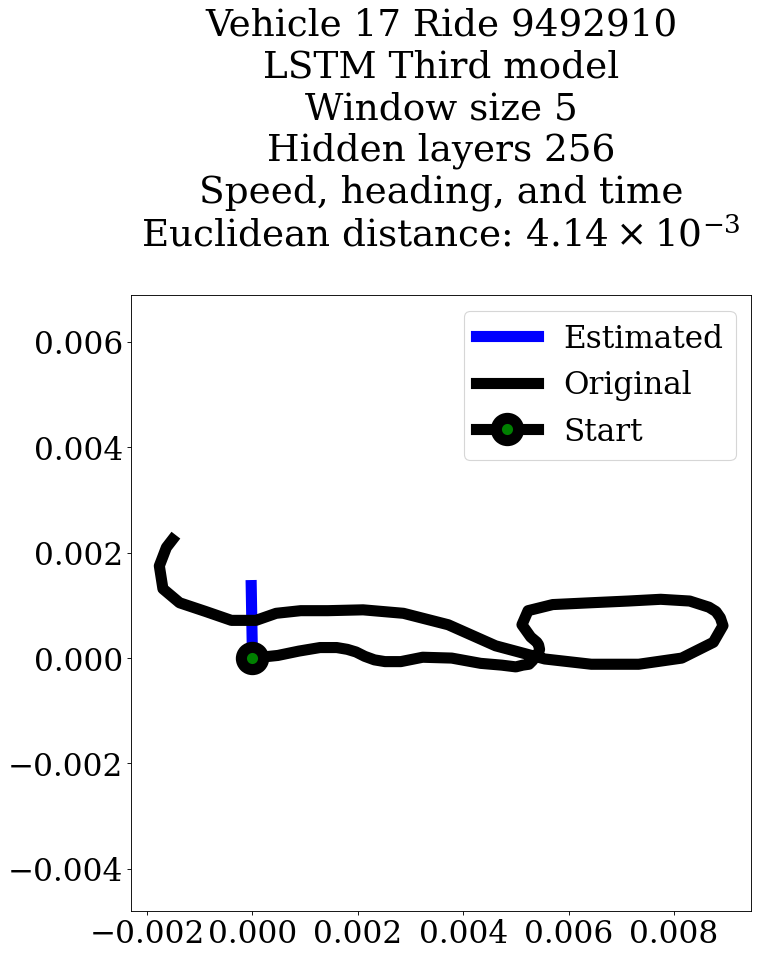 Vehicle 17 Ride 9492910
LSTM Third model
Window size 5
Hidden layers 256
Speed, heading, and time
Euclidean distance: 4.14 × 10⁻³
Estimated
Original
Start
0.006
0.004
0.002
0.000
−0.002
−0.004
−0.002 0.000 0.002 0.004 0.006 0.008